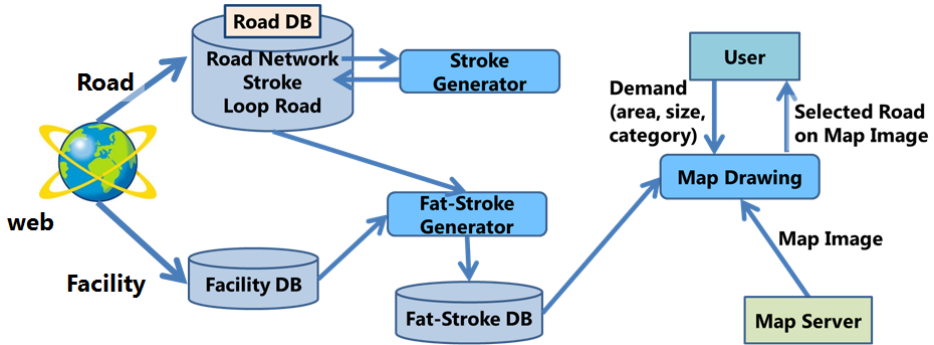 Road DB
Road Network
Stroke
Loop Road
Stroke
Generator
User
Road
Demand
(area, size,
category)
Selected Road
on Map Image
web
Fat-Stroke
Generator
Map Drawing
Map Image
Facility
Facility DB
Fat-Stroke DB
Map Server